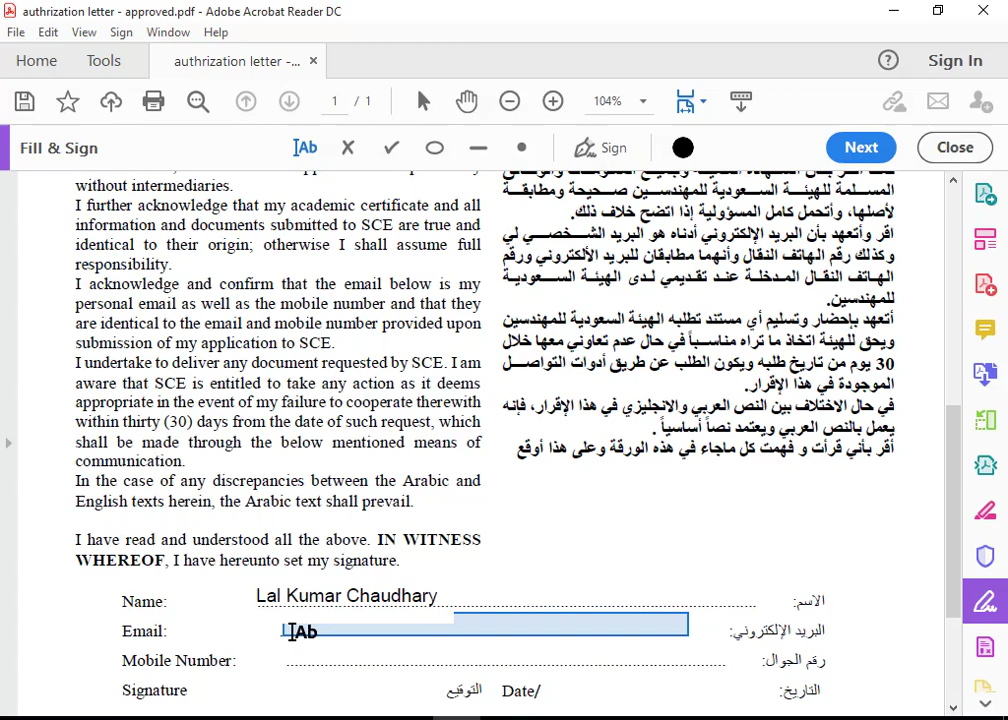 authrization letter - approved.pdf - Adobe Acrobat Reader DC
File Edit View Sign Window Help
Home Tools authrization letter -... × ? Sign In
1 / 1 104%
Fill & Sign Ab Sign Next Close
without intermediaries.
I further acknowledge that my academic certificate and all
information and documents submitted to SCE are true and
identical to their origin; otherwise I shall assume full
responsibility.
I acknowledge and confirm that the email below is my
personal email as well as the mobile number and that they
are identical to the email and mobile number provided upon
submission of my application to SCE.
I undertake to deliver any document requested by SCE. I am
aware that SCE is entitled to take any action as it deems
appropriate in the event of my failure to cooperate therewith
within thirty (30) days from the date of such request, which
shall be made through the below mentioned means of
communication.
In the case of any discrepancies between the Arabic and
English texts herein, the Arabic text shall prevail.
I have read and understood all the above. IN WITNESS
WHEREOF, I have hereunto set my signature.
المسلمة للهيئة السعودية للمهندسين صحيحة ومطابقة
لأصلها، وأتحمل كامل المسؤولية إذا اتضح خلاف ذلك.
اقر وأتعهد بأن البريد الإلكتروني أدناه هو البريد الشخصي لي
وكذلك رقم الهاتف النقال وأنهما مطابقان للبريد الألكتروني ورقم
الهاتف النقال المدخلة عند تقديمي لدى الهيئة السعودية
للمهندسين.
أتعهد بإحضار وتسليم أي مستند تطلبه الهيئة السعودية للمهندسين
ويحق للهيئة اتخاذ ما تراه مناسباً في حال عدم تعاوني معها خلال
30 يوم من تاريخ طلبه ويكون الطلب عن طريق أدوات التواصل
الموجودة في هذا الإقرار.
في حال الاختلاف بين النص العربي والانجليزي في هذا الإقرار، فإنه
يعمل بالنص العربي ويعتمد نصاً أساسياً .
أقر بأني قرأت و فهمت كل ماجاء في هذه الورقة وعلى هذا أوقع
Name: Lal Kumar Chaudhary الاسم:
Email: Ab البريد الإلكتروني:
Mobile Number: رقم الجوال:
Signature التوقيع Date/ التاريخ: